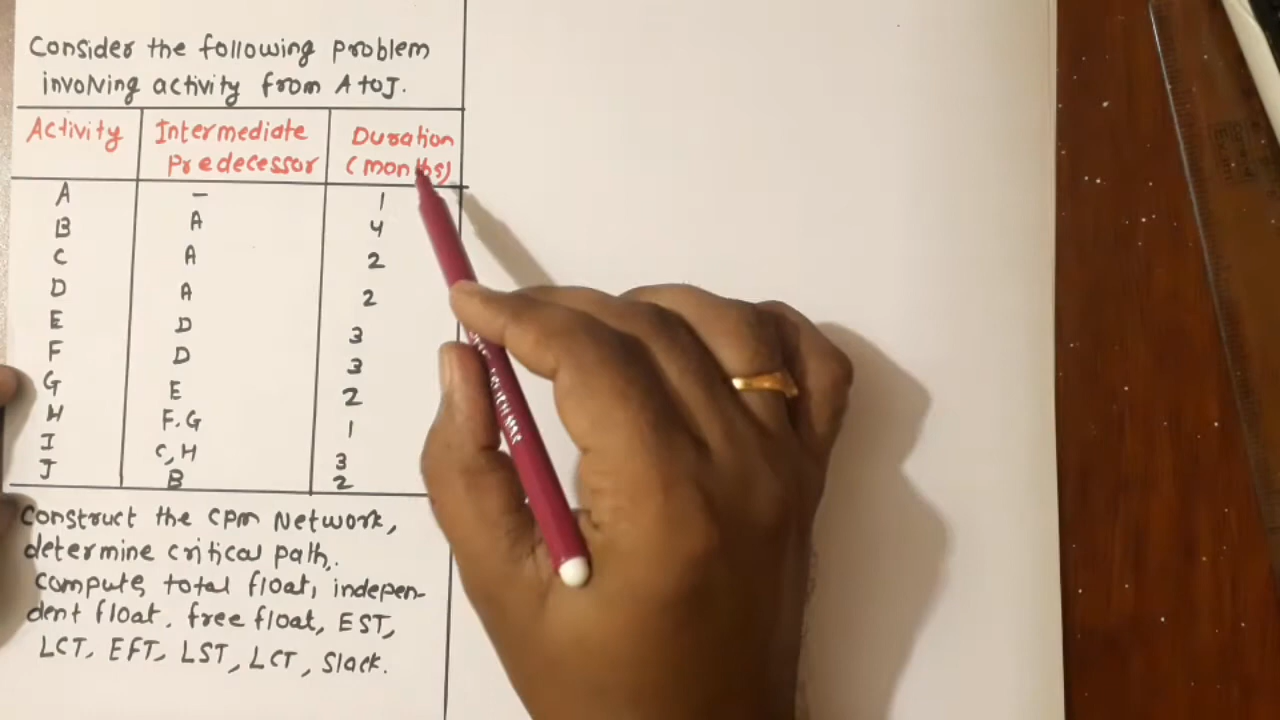 Consider the following problem
involving activity from A to J.
Activity Intermediate Predecessor Duration (months)
A – 1
B A 4
C A 2
D A 2
E D 3
F D 3
G E 2
H F.G 1
I C,H 3
J B 2
Construct the CPM Network,
determine critical path,.
compute, total float, indepen-
dent float. free float, EST,
LCT, EFT, LST, LCT, Slack.